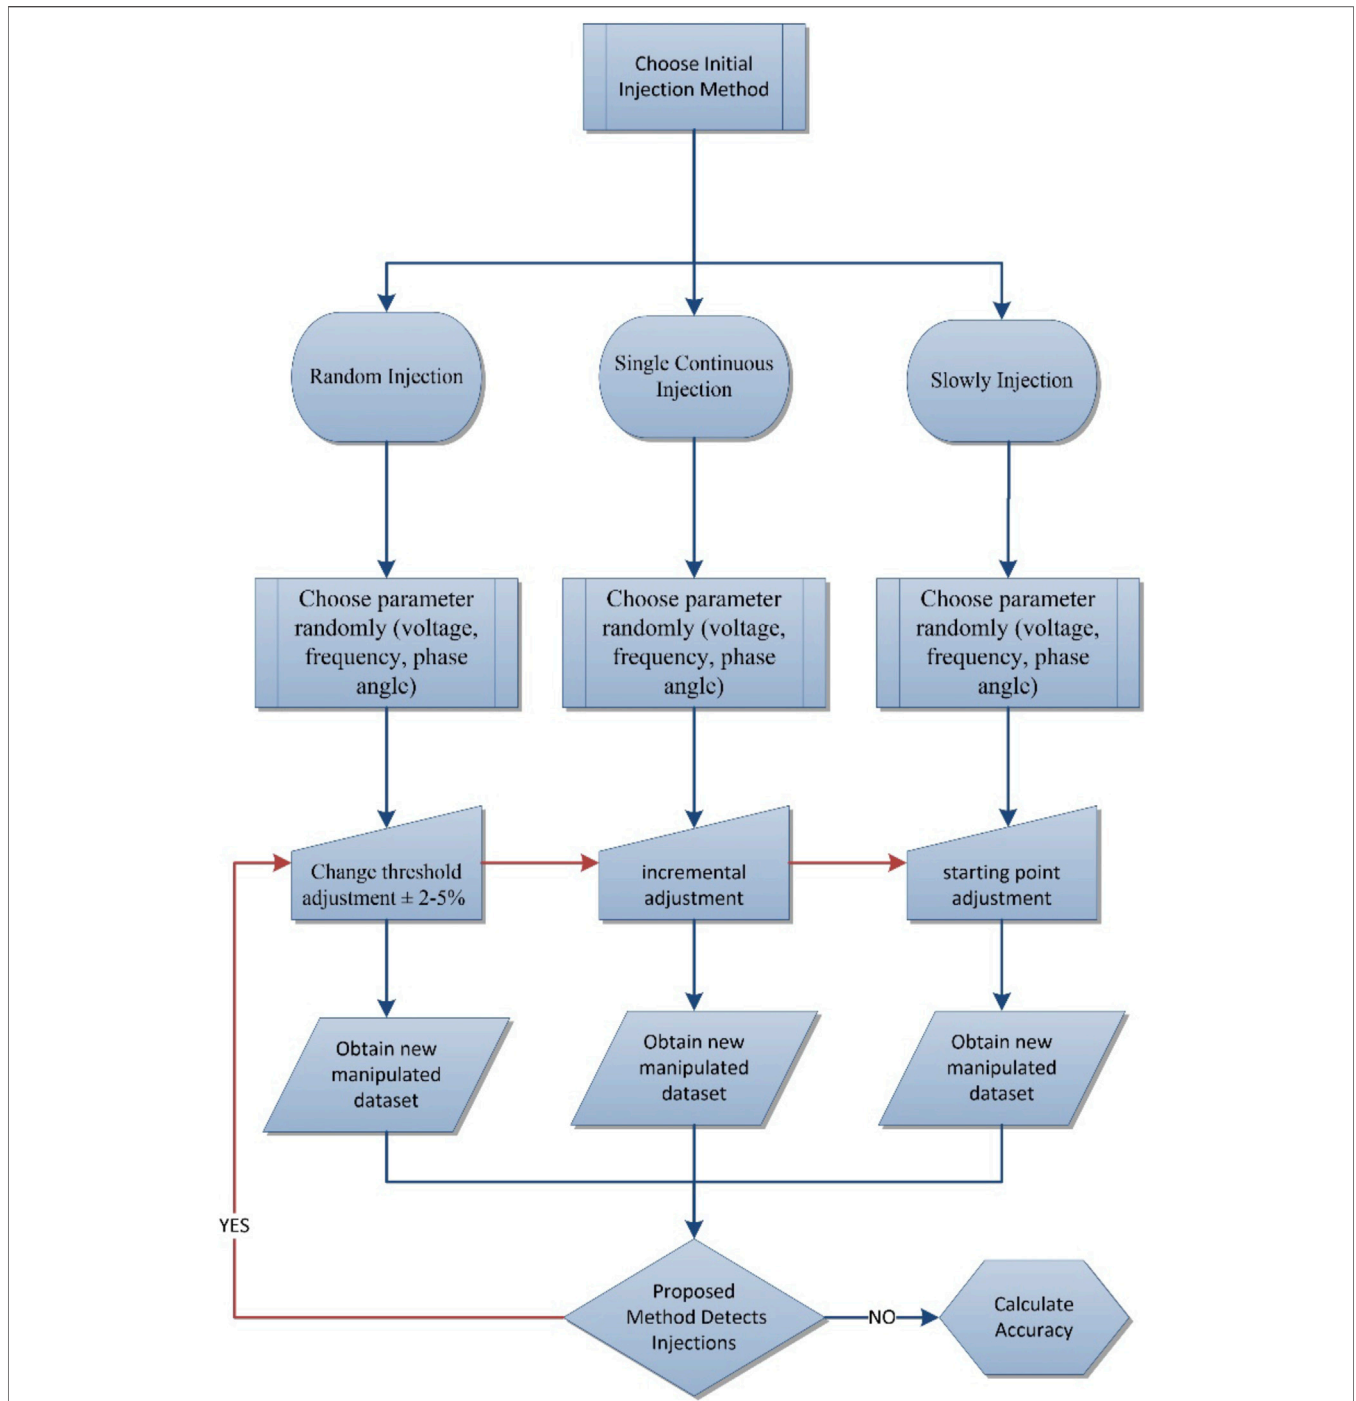 Choose Initial
Injection Method
Random Injection
Single Continuous
Injection
Slowly Injection
Choose parameter
randomly (voltage,
frequency, phase
angle)
Choose parameter
randomly (voltage,
frequency, phase
angle)
Choose parameter
randomly (voltage,
frequency, phase
angle)
Change threshold
adjustment ± 2-5%
incremental
adjustment
starting point
adjustment
Obtain new
manipulated
dataset
Obtain new
manipulated
dataset
Obtain new
manipulated
dataset
YES
Proposed
Method Detects
Injections
NO
Calculate
Accuracy